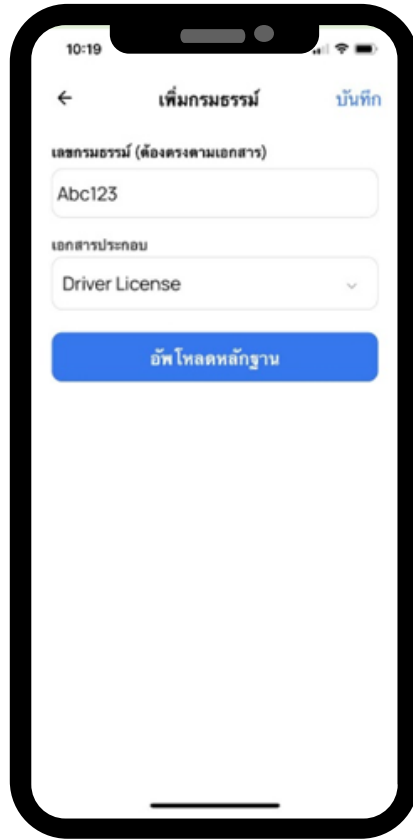 10:19
เพิ่มกรมธรรม์
บันทึก
เลขกรมธรรม์ (ต้องตรงตามเอกสาร)
Abc123
เอกสารประกอบ
Driver License
อัพโหลดหลักฐาน